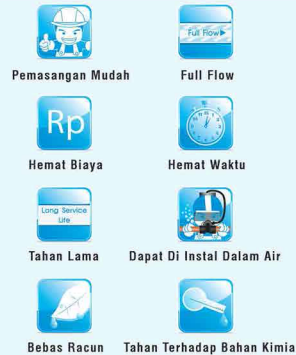 Full Flow
Pemasangan Mudah
Full Flow
Rp
Hemat Biaya
Hemat Waktu
Long Service
Life
Tahan Lama
Dapat Di Instal Dalam Air
Bebas Racun
Tahan Terhadap Bahan Kimia